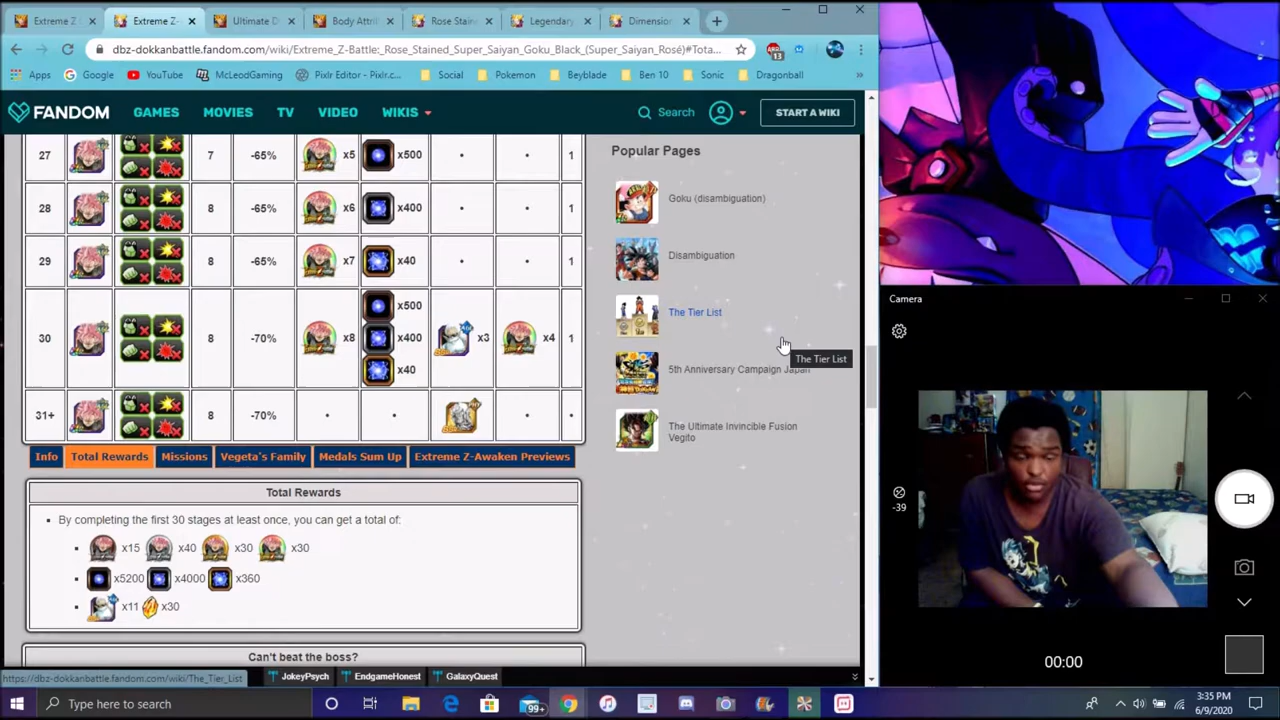 Extreme Z
Extreme Z-
Ultimate D
Body Attri
Rose Stain
Legendary
Dimension
dbz-dokkanbattle.fandom.com/wiki/Extreme_Z-Battle:_Rose_Stained_Super_Saiyan_Goku_Black_(Super_Saiyan_Rosé)#Tota...
13
Apps
Google
YouTube
McLeodGaming
Pixlr Editor - Pixlr.c...
Social
Pokemon
Beyblade
Ben 10
Sonic
Dragonball
»
FANDOM
GAMES
MOVIES
TV
VIDEO
WIKIS
Search
START A WIKI
27 7 -65% x5 x500 • • 1
28 8 -65% x6 x400 • • 1
29 8 -65% x7 x40 • • 1
30 8 -70% x8 x500 x400 x40 x3 x4 1
31+ 8 -70% • • • •
Popular Pages
Goku (disambiguation)
Disambiguation
The Tier List
The Tier List
5th Anniversary Campaign Japan
The Ultimate Invincible Fusion
Vegito
Info
Total Rewards
Missions
Vegeta's Family
Medals Sum Up
Extreme Z-Awaken Previews
Total Rewards
By completing the first 30 stages at least once, you can get a total of:
x15 x40 x30 x30
x5200 x4000 x360
x11 x30
Can't beat the boss?
https://dbz-dokkanbattle.fandom.com/wiki/The_Tier_List
JokeyPsych
EndgameHonest
GalaxyQuest
Camera
-39
00:00
Type here to search
99+
3:35 PM
6/9/2020